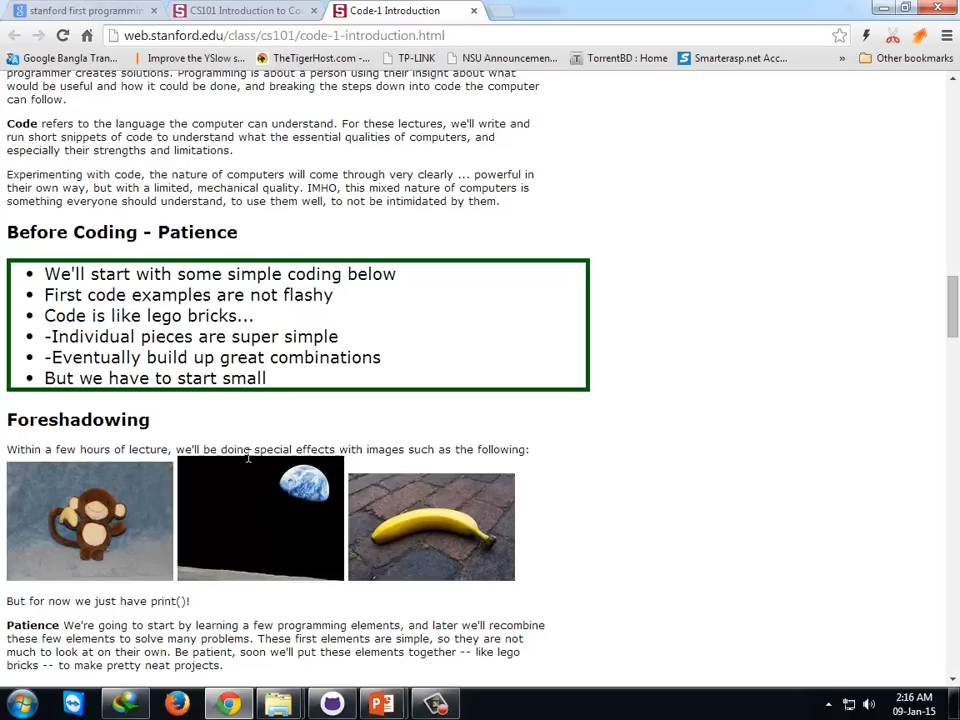 stanford first programmin
CS101 Introduction to Co
Code-1 Introduction
web.stanford.edu/class/cs101/code-1-introduction.html
Google Bangla Tran...
Improve the YSlow s...
TheTigerHost.com -...
TP-LINK
NSU Announcemen...
TorrentBD : Home
Smarterasp.net Acc...
»
Other bookmarks
programmer creates solutions. Programming is about a person using their insight about what
would be useful and how it could be done, and breaking the steps down into code the computer
can follow.
Code refers to the language the computer can understand. For these lectures, we'll write and
run short snippets of code to understand what the essential qualities of computers, and
especially their strengths and limitations.
Experimenting with code, the nature of computers will come through very clearly ... powerful in
their own way, but with a limited, mechanical quality. IMHO, this mixed nature of computers is
something everyone should understand, to use them well, to not be intimidated by them.
Before Coding - Patience
• We'll start with some simple coding below
• First code examples are not flashy
• Code is like lego bricks...
• -Individual pieces are super simple
• -Eventually build up great combinations
• But we have to start small
Foreshadowing
Within a few hours of lecture, we'll be doing special effects with images such as the following:
But for now we just have print()!
Patience We're going to start by learning a few programming elements, and later we'll recombine
these few elements to solve many problems. These first elements are simple, so they are not
much to look at on their own. Be patient, soon we'll put these elements together -- like lego
bricks -- to make pretty neat projects.
2:16 AM
09-Jan-15